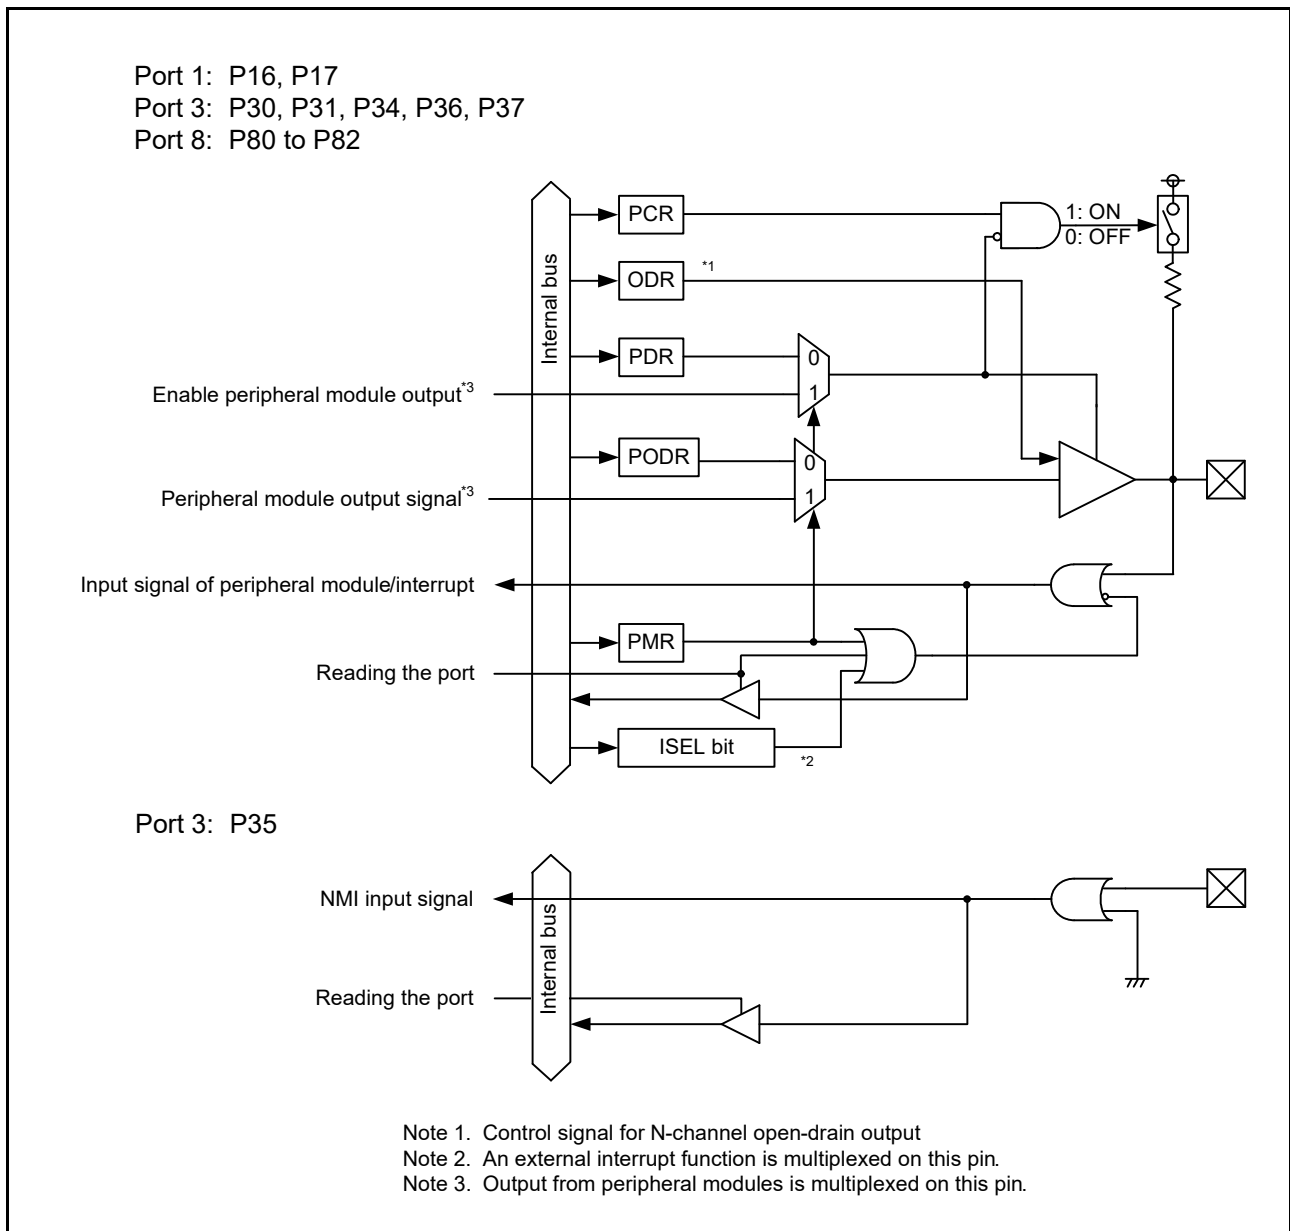 Port 1: P16, P17
Port 3: P30, P31, P34, P36, P37
Port 8: P80 to P82
Internal bus
PCR
1: ON
0: OFF
ODR
*1
PDR
0
1
Enable peripheral module output*3
PODR
0
1
Peripheral module output signal*3
Input signal of peripheral module/interrupt
PMR
Reading the port
ISEL bit
*2
Port 3: P35
NMI input signal
Internal bus
Reading the port
Note 1. Control signal for N-channel open-drain output
Note 2. An external interrupt function is multiplexed on this pin.
Note 3. Output from peripheral modules is multiplexed on this pin.